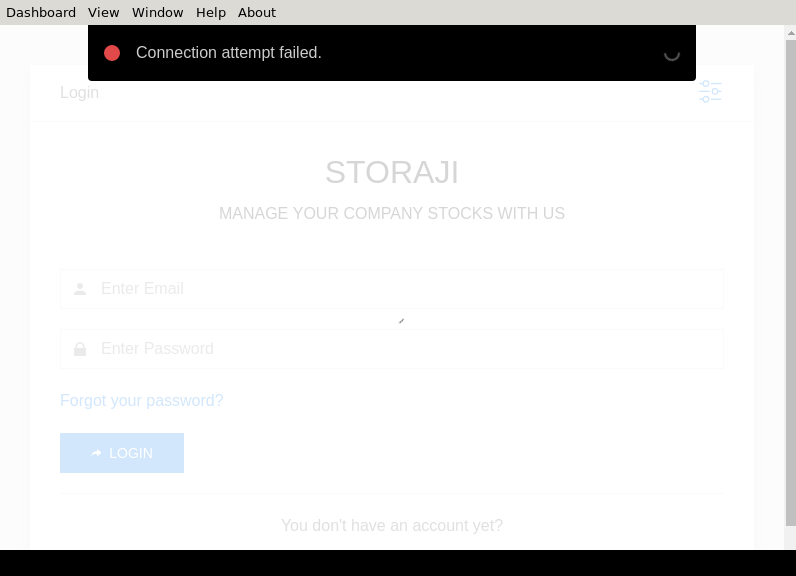 Dashboard View Window Help About
Connection attempt failed.
Login
STORAJI
MANAGE YOUR COMPANY STOCKS WITH US
Enter Email
Enter Password
Forgot your password?
LOGIN
You don't have an account yet?